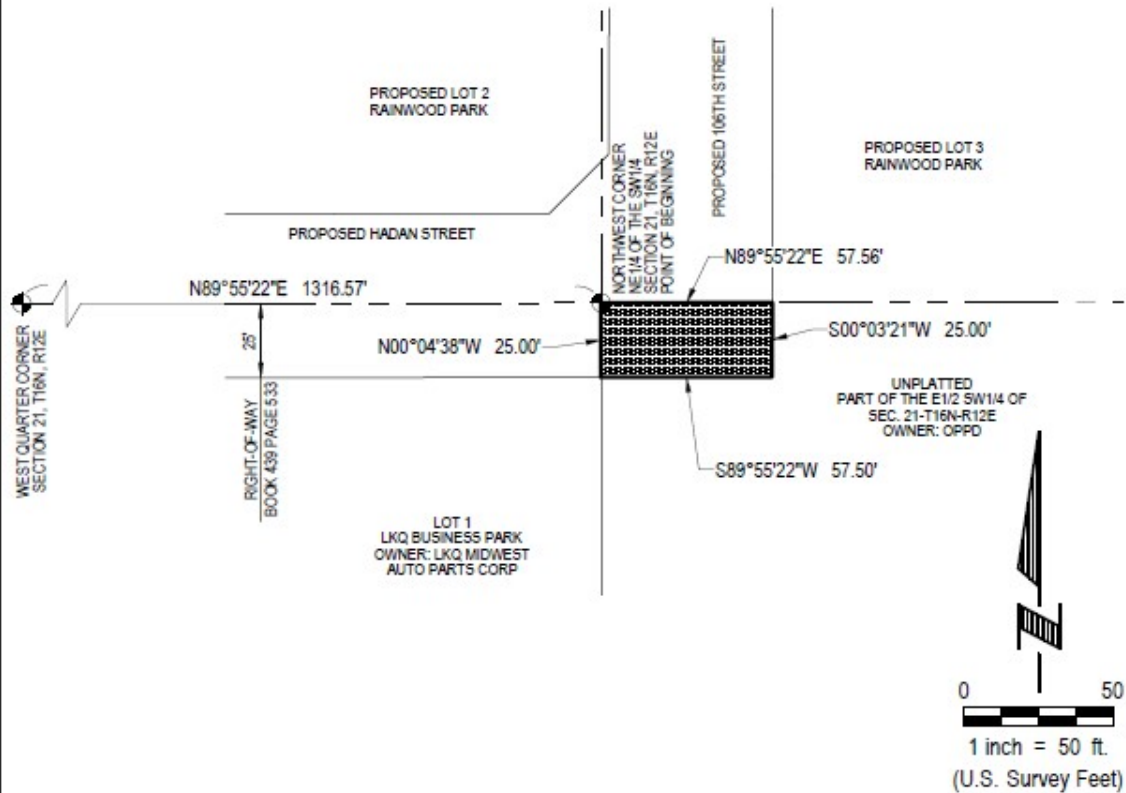 PROPOSED LOT 2
RAINWOOD PARK
PROPOSED 106TH STREET
PROPOSED LOT 3
RAINWOOD PARK
NORTHWEST CORNER
NE1/4 OF THE SW1/4
SECTION 21, T16N, R12E
POINT OF BEGINNING
PROPOSED HADAN STREET
N89°55'22"E 57.56'
N89°55'22"E 1316.57'
WEST QUARTER CORNER
SECTION 21, T16N, R12E
25'
N00°04'38"W 25.00'
S00°03'21"W 25.00'
RIGHT-OF-WAY
BOOK 439 PAGE 533
UNPLATTED
PART OF THE E1/2 SW1/4 OF
SEC. 21-T16N-R12E
OWNER: OPPD
S89°55'22"W 57.50'
LOT 1
LKQ BUSINESS PARK
OWNER: LKQ MIDWEST
AUTO PARTS CORP
N
0 50
1 inch = 50 ft.
(U.S. Survey Feet)